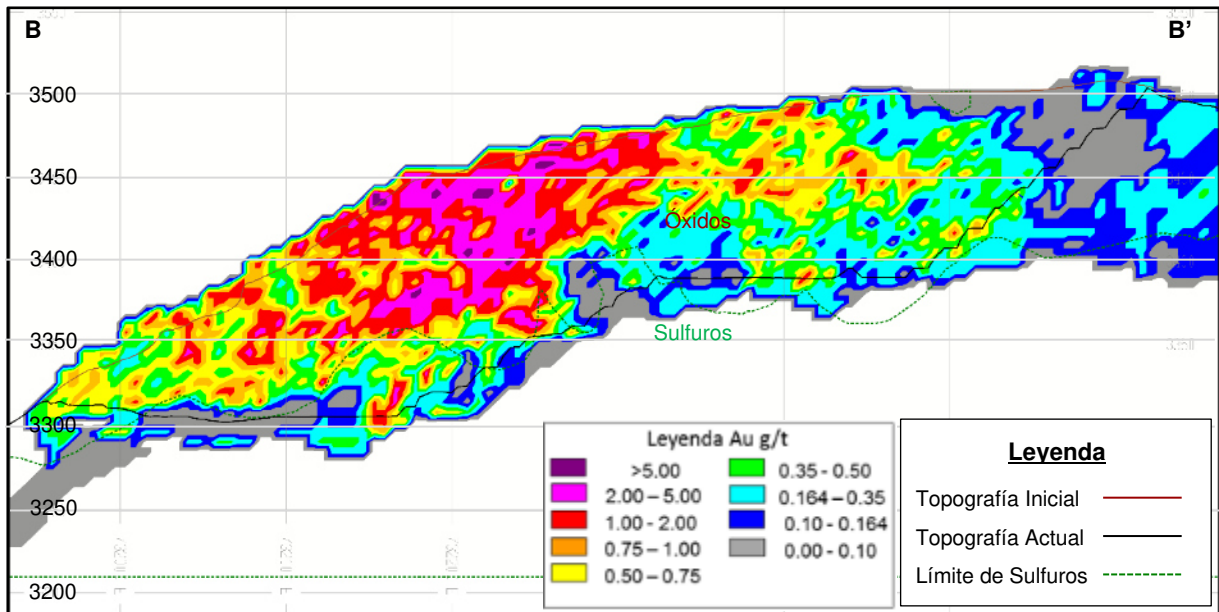 B
B'
3500
3450
3400
3350
3300
3250
3200
Óxidos
Sulfuros
Leyenda Au g/t
>5.00
2.00 – 5.00
1.00 - 2.00
0.75 – 1.00
0.50 – 0.75
0.35 - 0.50
0.164 – 0.35
0.10 - 0.164
0.00 - 0.10
Leyenda
Topografía Inicial
Topografía Actual
Límite de Sulfuros